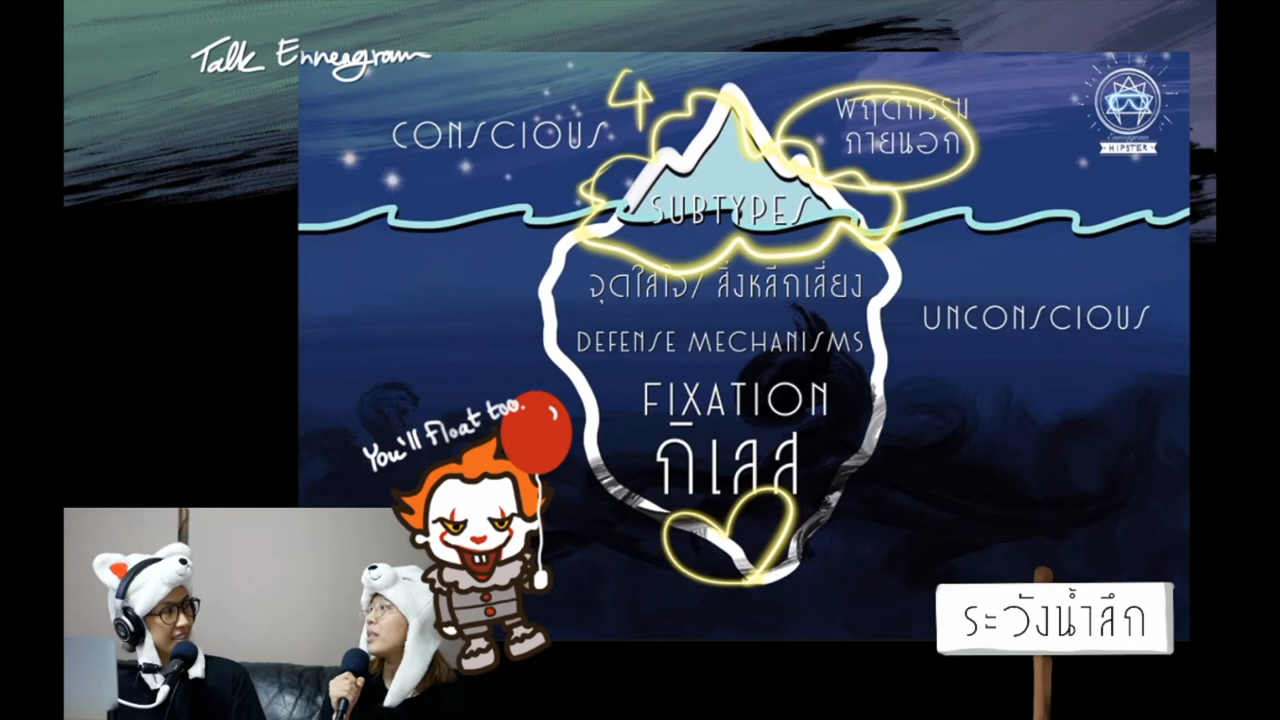 Talk Enneagram
4
CONSCIOUS
พฤติกรรม
ภายนอก
HIPSTER
SUBTYPES
จุดใส่ใจ/ สิ่งหลีกเลี่ยง
UNCONSCIOUS
DEFENSE MECHANISMS
FIXATION
กิเลส
You'll Float too.
ระวังน้ำลึก